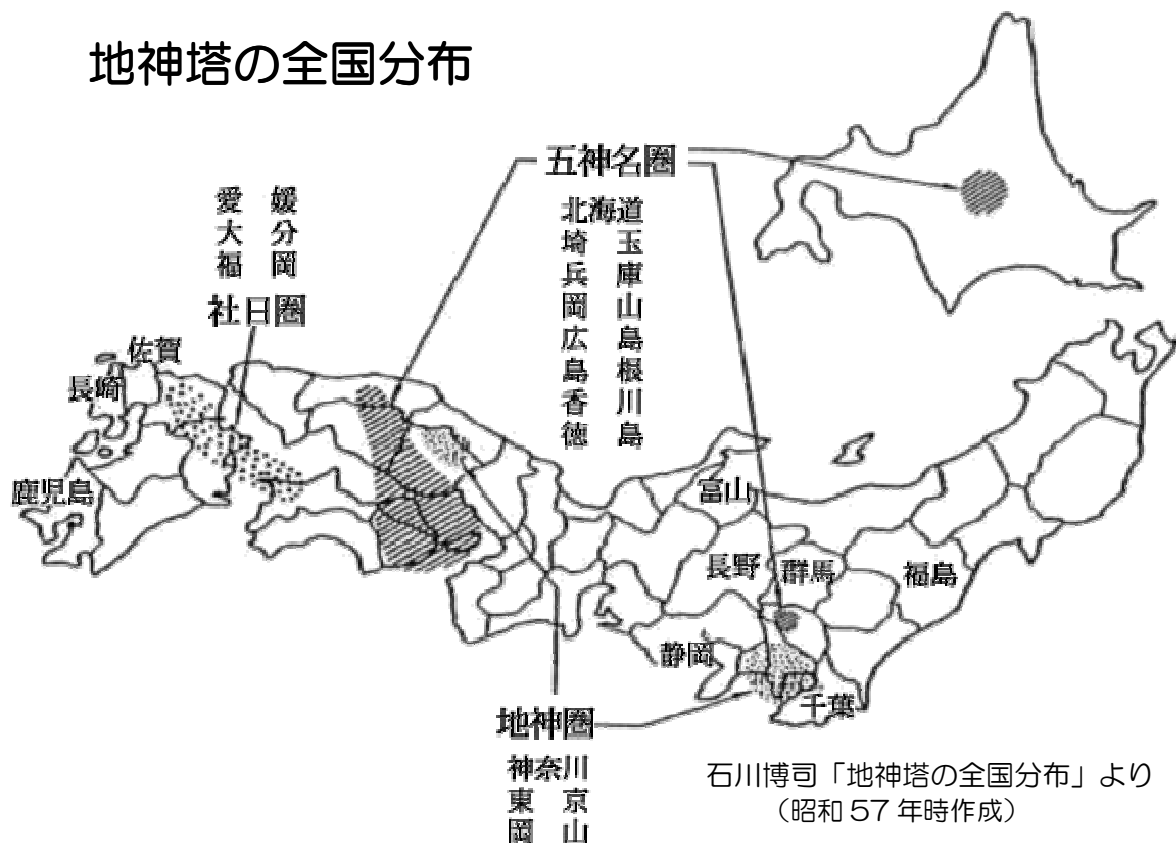 地神塔の全国分布
五神名圏
北海道
埼玉
兵庫
岡山
広島
島根
香川
徳島
愛媛
大分
福岡
社日圏
佐賀
長崎
鹿児島
富山
長野
群馬
福島
静岡
千葉
地神圏
神奈川
東京
岡山
石川博司「地神塔の全国分布」より
（昭和57年時作成）